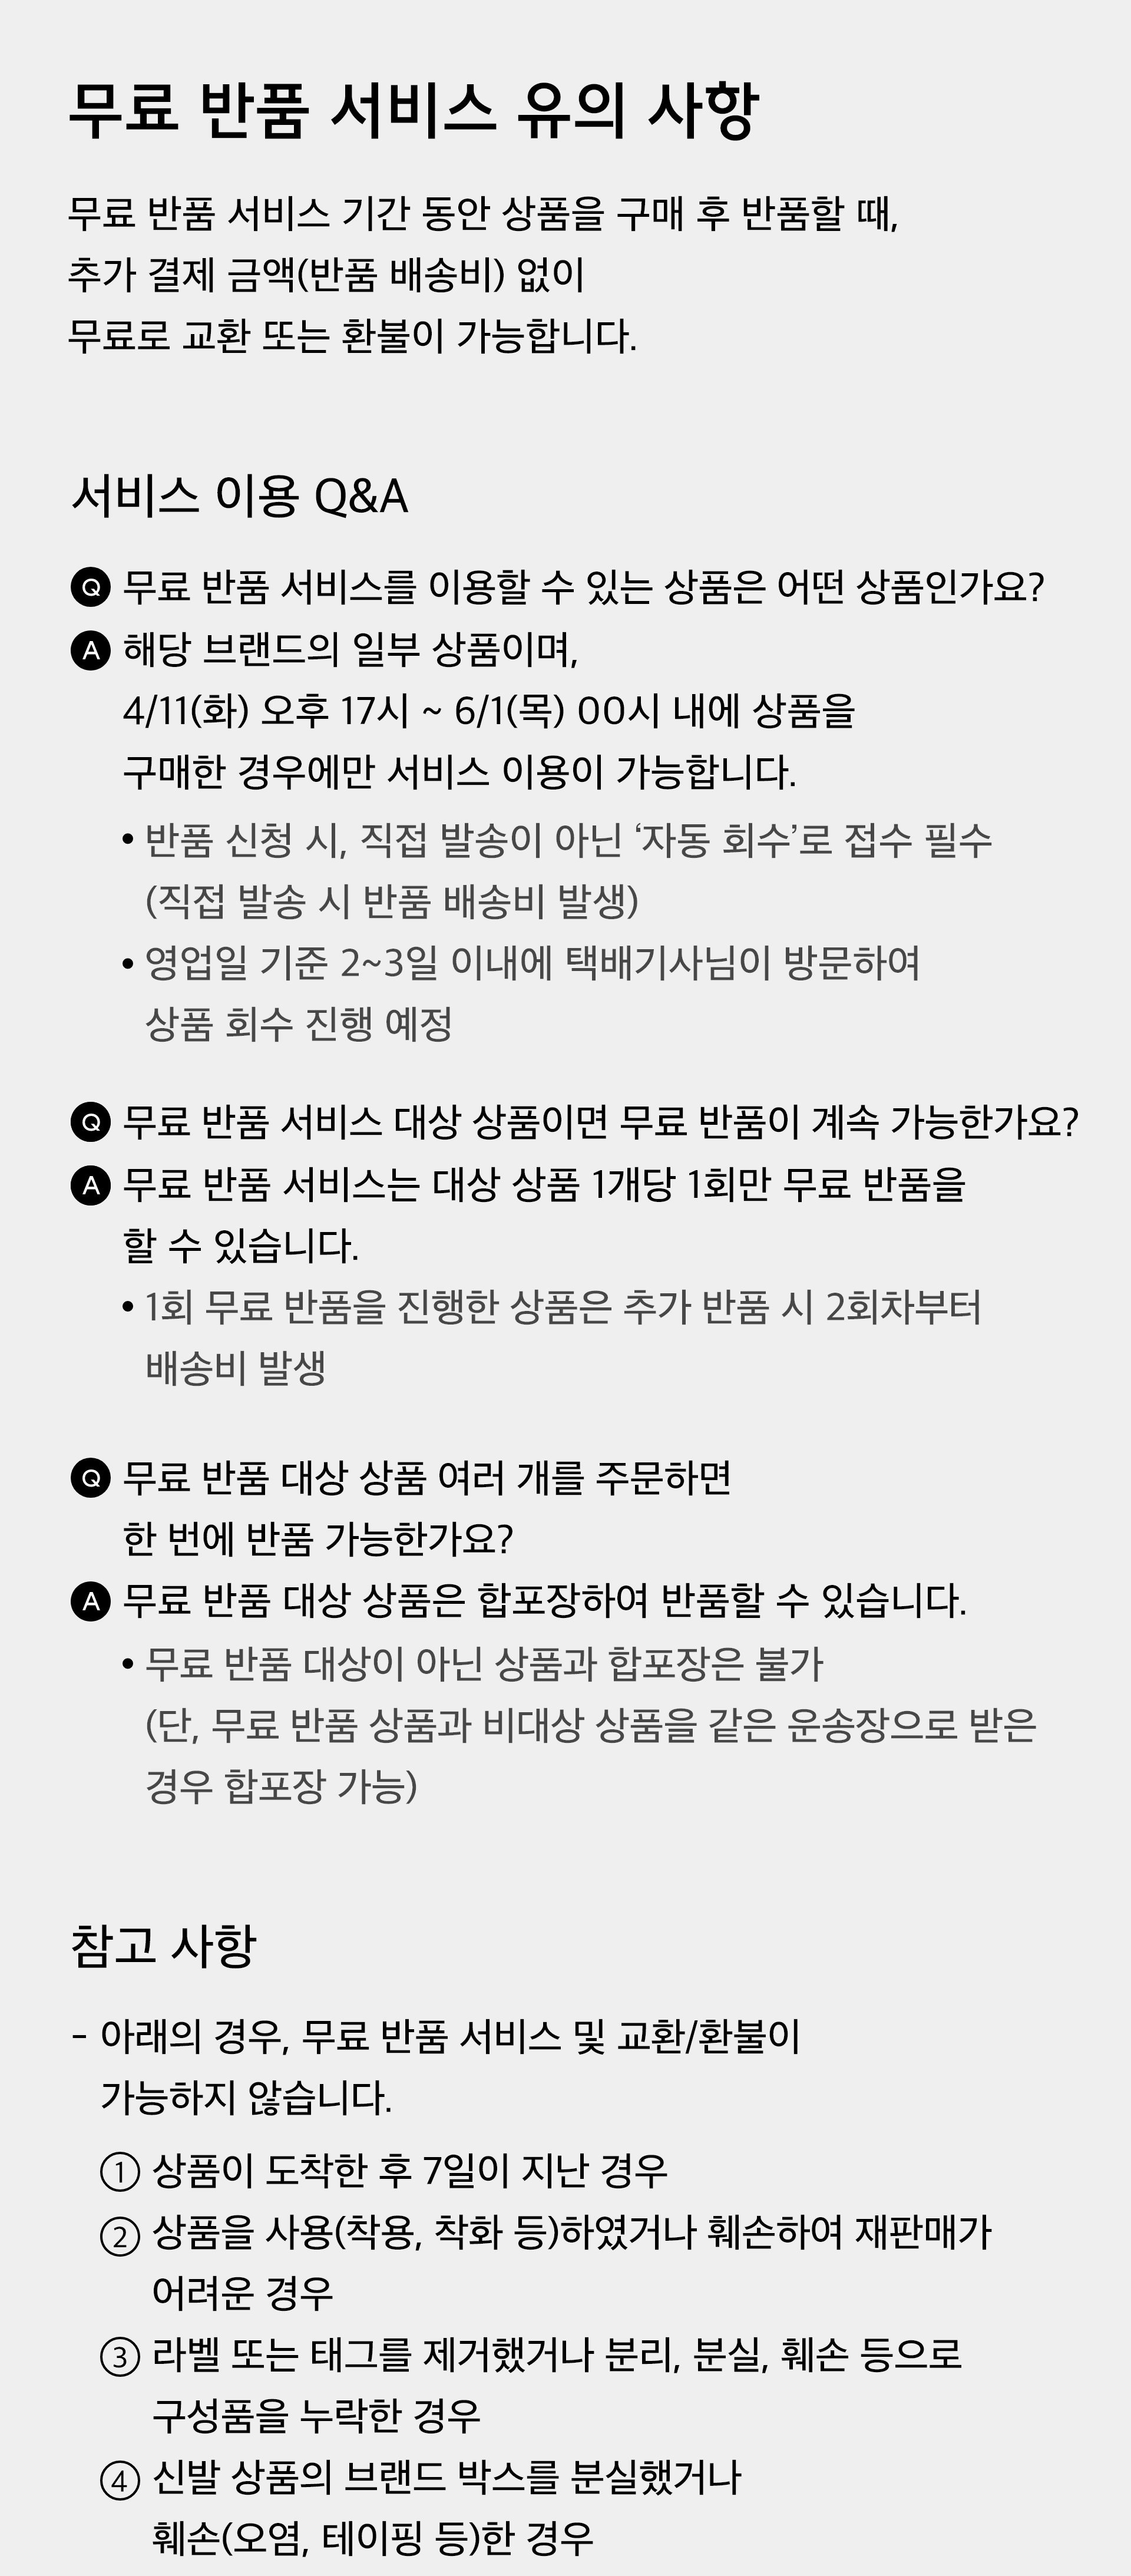 무료 반품 서비스 유의 사항
무료 반품 서비스 기간 동안 상품을 구매 후 반품할 때,
추가 결제 금액(반품 배송비) 없이
무료로 교환 또는 환불이 가능합니다.
서비스 이용 Q&A
Q 무료 반품 서비스를 이용할 수 있는 상품은 어떤 상품인가요?
A 해당 브랜드의 일부 상품이며,
4/11(화) 오후 17시 ~ 6/1(목) 00시 내에 상품을
구매한 경우에만 서비스 이용이 가능합니다.
• 반품 신청 시, 직접 발송이 아닌 ‘자동 회수’로 접수 필수
(직접 발송 시 반품 배송비 발생)
• 영업일 기준 2~3일 이내에 택배기사님이 방문하여
상품 회수 진행 예정
Q 무료 반품 서비스 대상 상품이면 무료 반품이 계속 가능한가요?
A 무료 반품 서비스는 대상 상품 1개당 1회만 무료 반품을
할 수 있습니다.
• 1회 무료 반품을 진행한 상품은 추가 반품 시 2회차부터
배송비 발생
Q 무료 반품 대상 상품 여러 개를 주문하면
한 번에 반품 가능한가요?
A 무료 반품 대상 상품은 합포장하여 반품할 수 있습니다.
• 무료 반품 대상이 아닌 상품과 합포장은 불가
(단, 무료 반품 상품과 비대상 상품을 같은 운송장으로 받은
경우 합포장 가능)
참고 사항
- 아래의 경우, 무료 반품 서비스 및 교환/환불이
가능하지 않습니다.
① 상품이 도착한 후 7일이 지난 경우
② 상품을 사용(착용, 착화 등)하였거나 훼손하여 재판매가
어려운 경우
③ 라벨 또는 태그를 제거했거나 분리, 분실, 훼손 등으로
구성품을 누락한 경우
④ 신발 상품의 브랜드 박스를 분실했거나
훼손(오염, 테이핑 등)한 경우